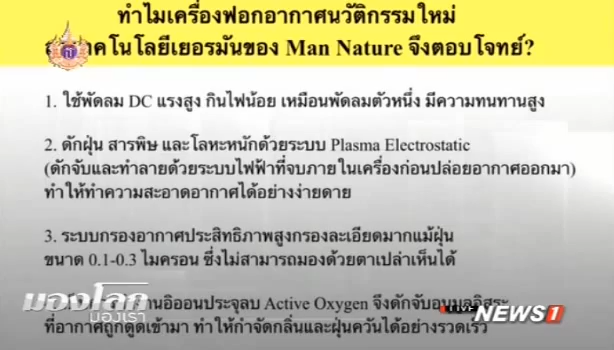 ทำไมเครื่องฟอกอากาศนวัตกรรมใหม่
คโนโลยีเยอรมันของ Man Nature จึงตอบโจทย์?
1. ใช้พัดลม DC แรงสูง กินไฟน้อย เหมือนพัดลมตัวหนึ่ง มีความทนทานสูง
2. ดักฝุ่น สารพิษ และโลหะหนักด้วยระบบ Plasma Electrostatic
(ดักจับและทำลายด้วยระบบไฟฟ้าที่จบภายในเครื่องก่อนปล่อยอากาศออกมา)
ทำให้ทำความสะอาดอากาศได้อย่างง่ายดาย
3. ระบบกรองอากาศประสิทธิภาพสูงกรองละเอียดมากแม้ฝุ่น
ขนาด 0.1-0.3 ไมครอน ซึ่งไม่สามารถมองด้วยตาเปล่าเห็นได้
อิออนประจุลบ Active Oxygen จึงดักจับอนุมูลอิสระ
ที่อากาศถูกดูดเข้ามา ทำให้กำจัดกลิ่นและฝุ่นควันได้อย่างรวดเร็ว
มองโลก
มองเรา
LIVE NEWS1